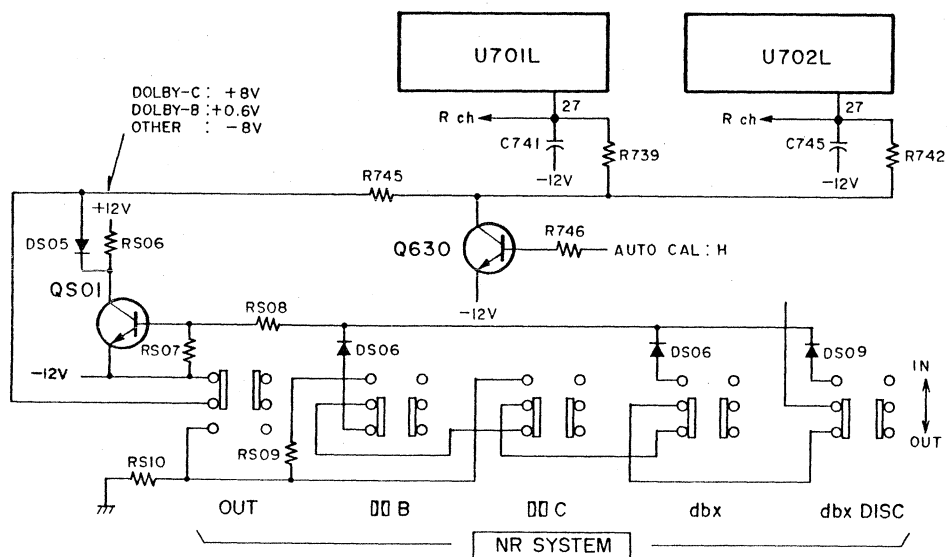 U701L
U702L
27
27
R ch
R ch
C741
R739
C745
R742
-12V
-12V
DOLBY-C : +8V
DOLBY-B : +0.6V
OTHER : -8V
R745
+12V
DS05
RS06
Q630
R746
AUTO CAL : H
QS01
-12V
RS08
RS07
DS06
DS06
DS09
-12V
IN
OUT
RS09
RS10
OUT
B
C
dbx
dbx DISC
NR SYSTEM